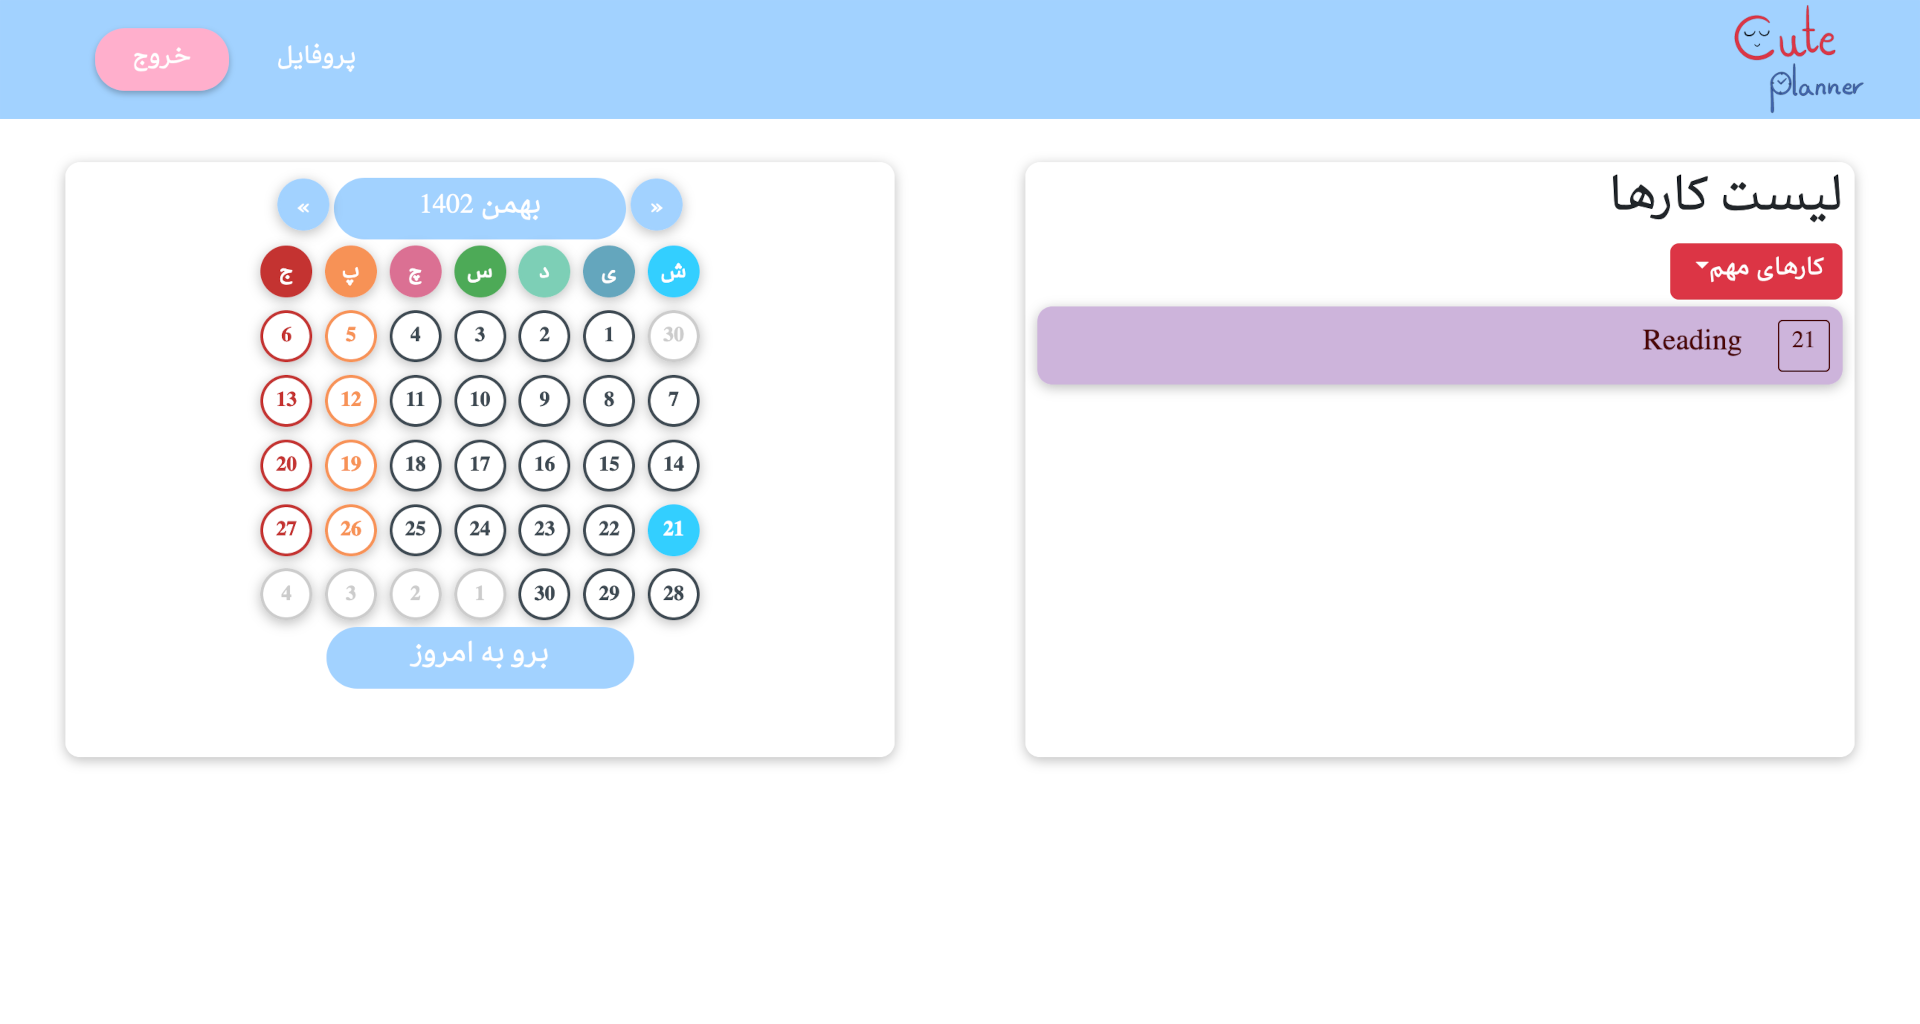 Cute
planner
پروفایل
خروج
لیست کارها
کارهای مهم
21 Reading
» بهمن 1402 «
ش ی د س چ پ ج
30 1 2 3 4 5 6
7 8 9 10 11 12 13
14 15 16 17 18 19 20
21 22 23 24 25 26 27
28 29 30 1 2 3 4
برو به امروز